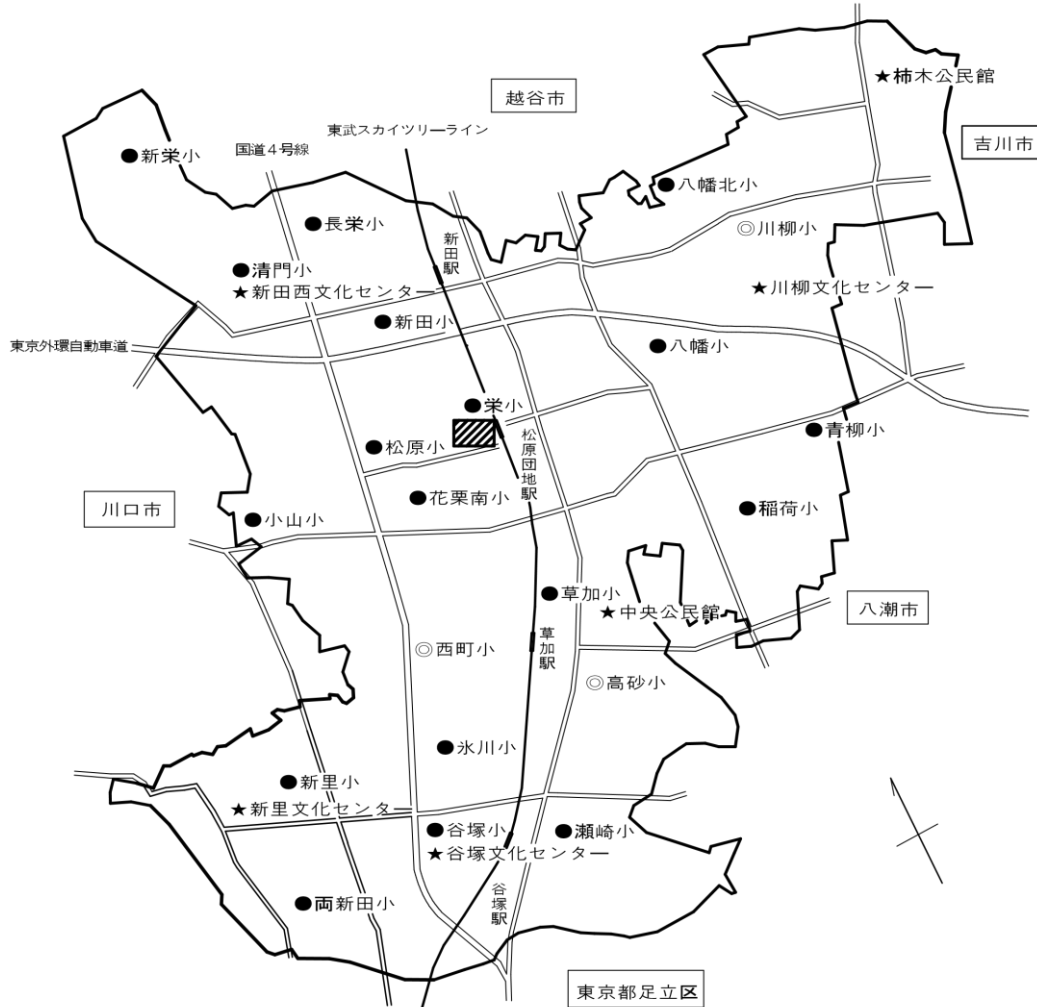 越谷市
★柿木公民館
東武スカイツリーライン
吉川市
国道4号線
●新栄小
●八幡北小
●長栄小
◎川柳小
新田駅
●清門小
★新田西文化センター
★川柳文化センター
●新田小
東京外環自動車道
●八幡小
●栄小
●松原小
松原団地駅
●青柳小
●花栗南小
川口市
●小山小
●稲荷小
●草加小
★中央公民館
八潮市
草加駅
◎西町小
◎高砂小
●氷川小
●新里小
★新里文化センター
●谷塚小
●瀬崎小
★谷塚文化センター
谷塚駅
●両新田小
東京都足立区